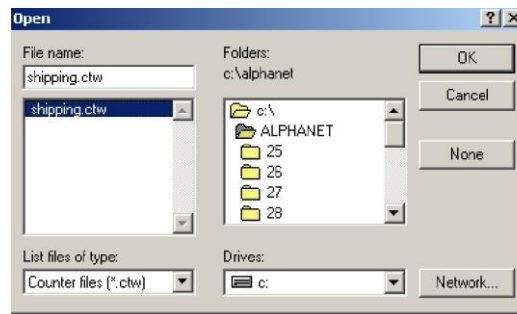 Open
File name:
shipping.ctw
shipping.ctw
List files of type:
Counter files (*.ctw)
Folders:
c:\alphanet
c:\
ALPHANET
25
26
27
28
Drives:
c:
OK
Cancel
None
Network...